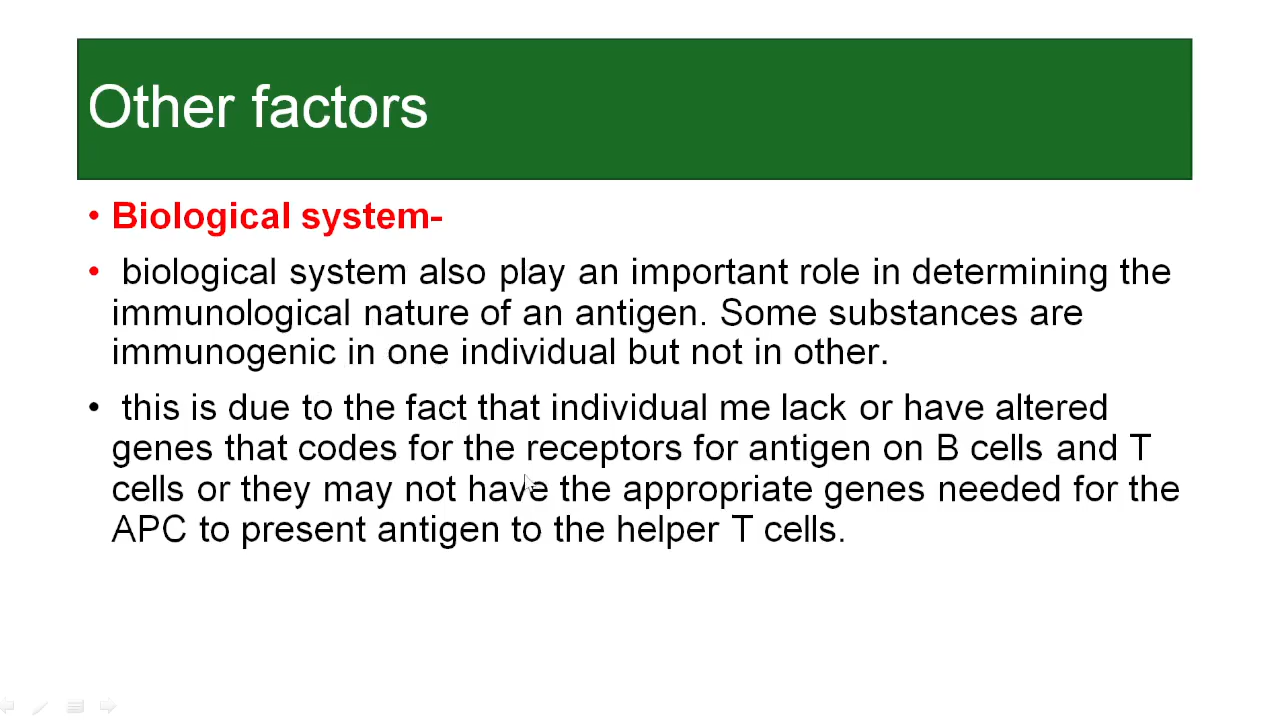 Other factors
• Biological system-
• biological system also play an important role in determining the
immunological nature of an antigen. Some substances are
immunogenic in one individual but not in other.
• this is due to the fact that individual me lack or have altered
genes that codes for the receptors for antigen on B cells and T
cells or they may not have the appropriate genes needed for the
APC to present antigen to the helper T cells.